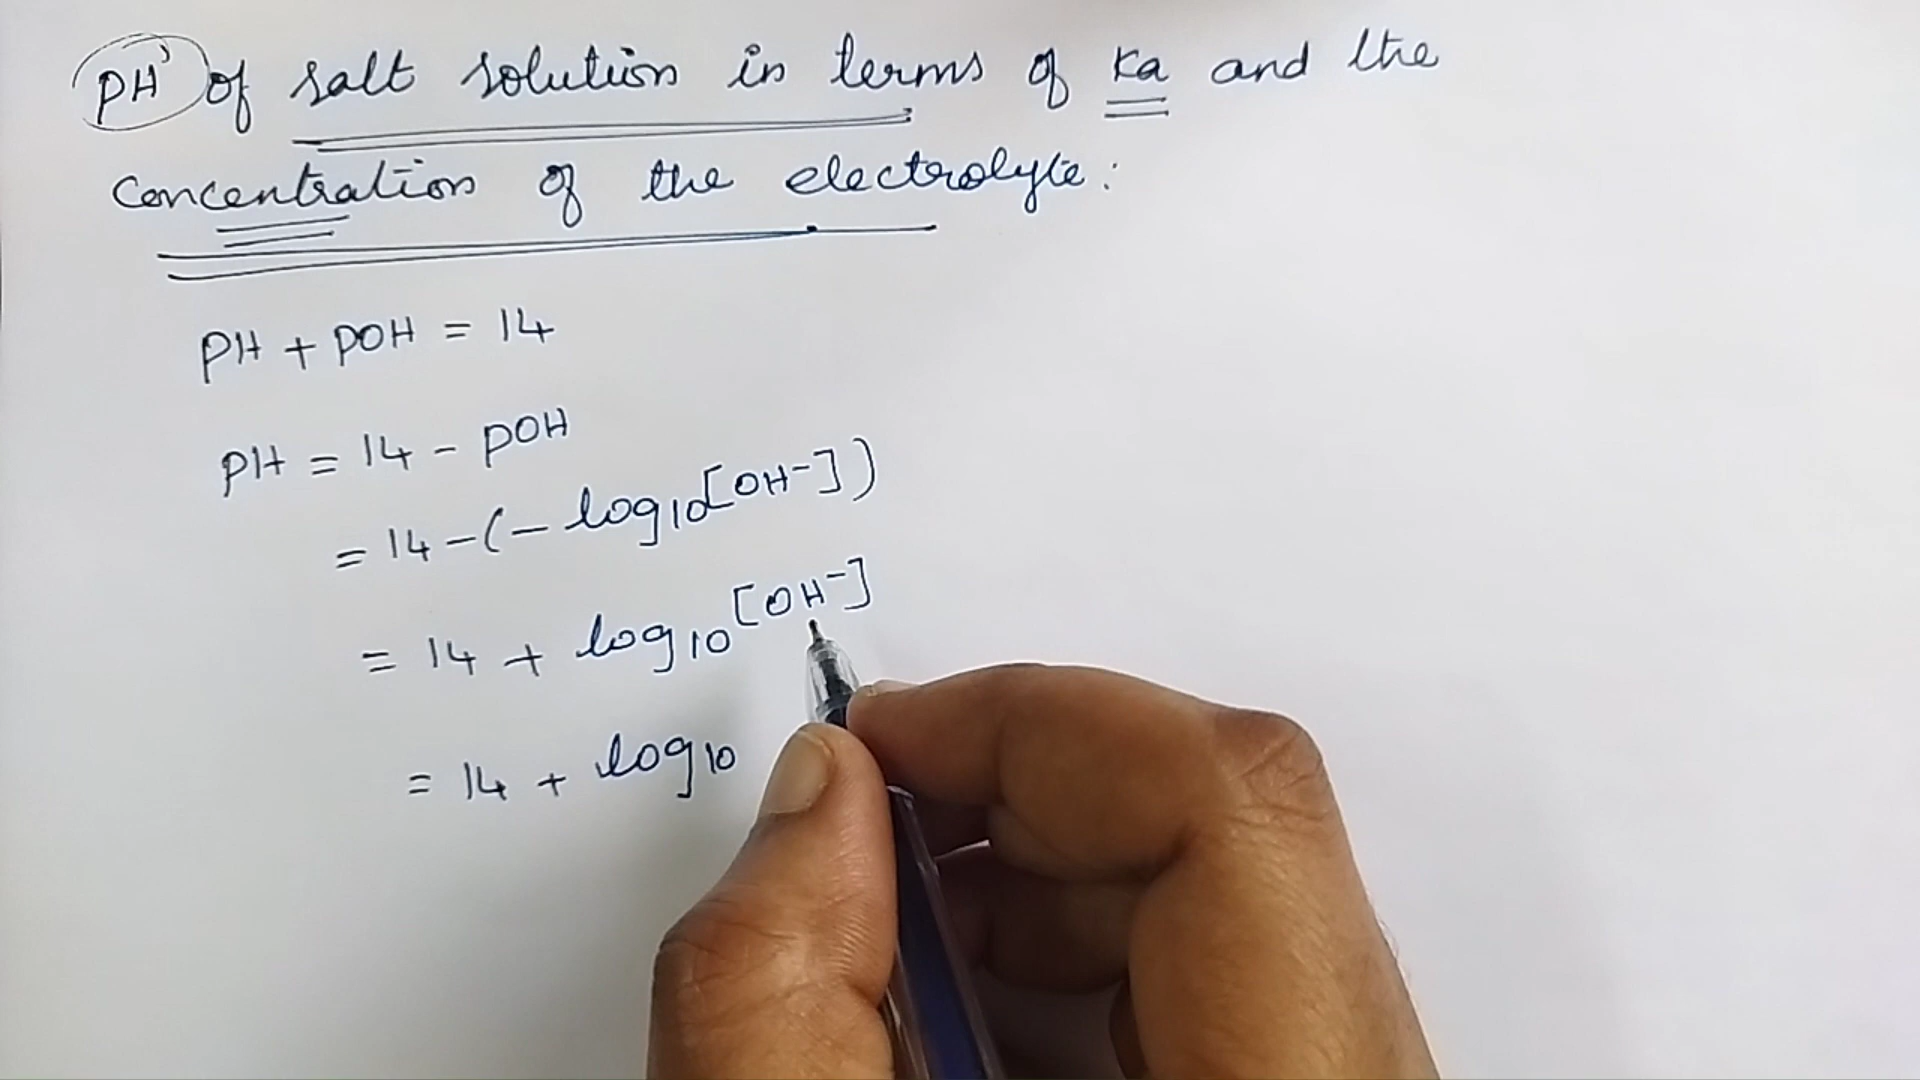 PH of salt solution in terms of Ka and the
Concentration of the electrolyte:
PH + POH = 14
PH = 14 - POH
= 14 - (- log10[OH-])
= 14 + log10[OH-]
= 14 + log10